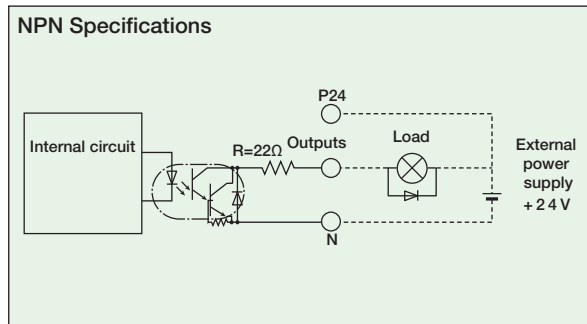 NPN Specifications
P24
Internal circuit
R=22Ω
Outputs
Load
External
power
supply
+24V
N